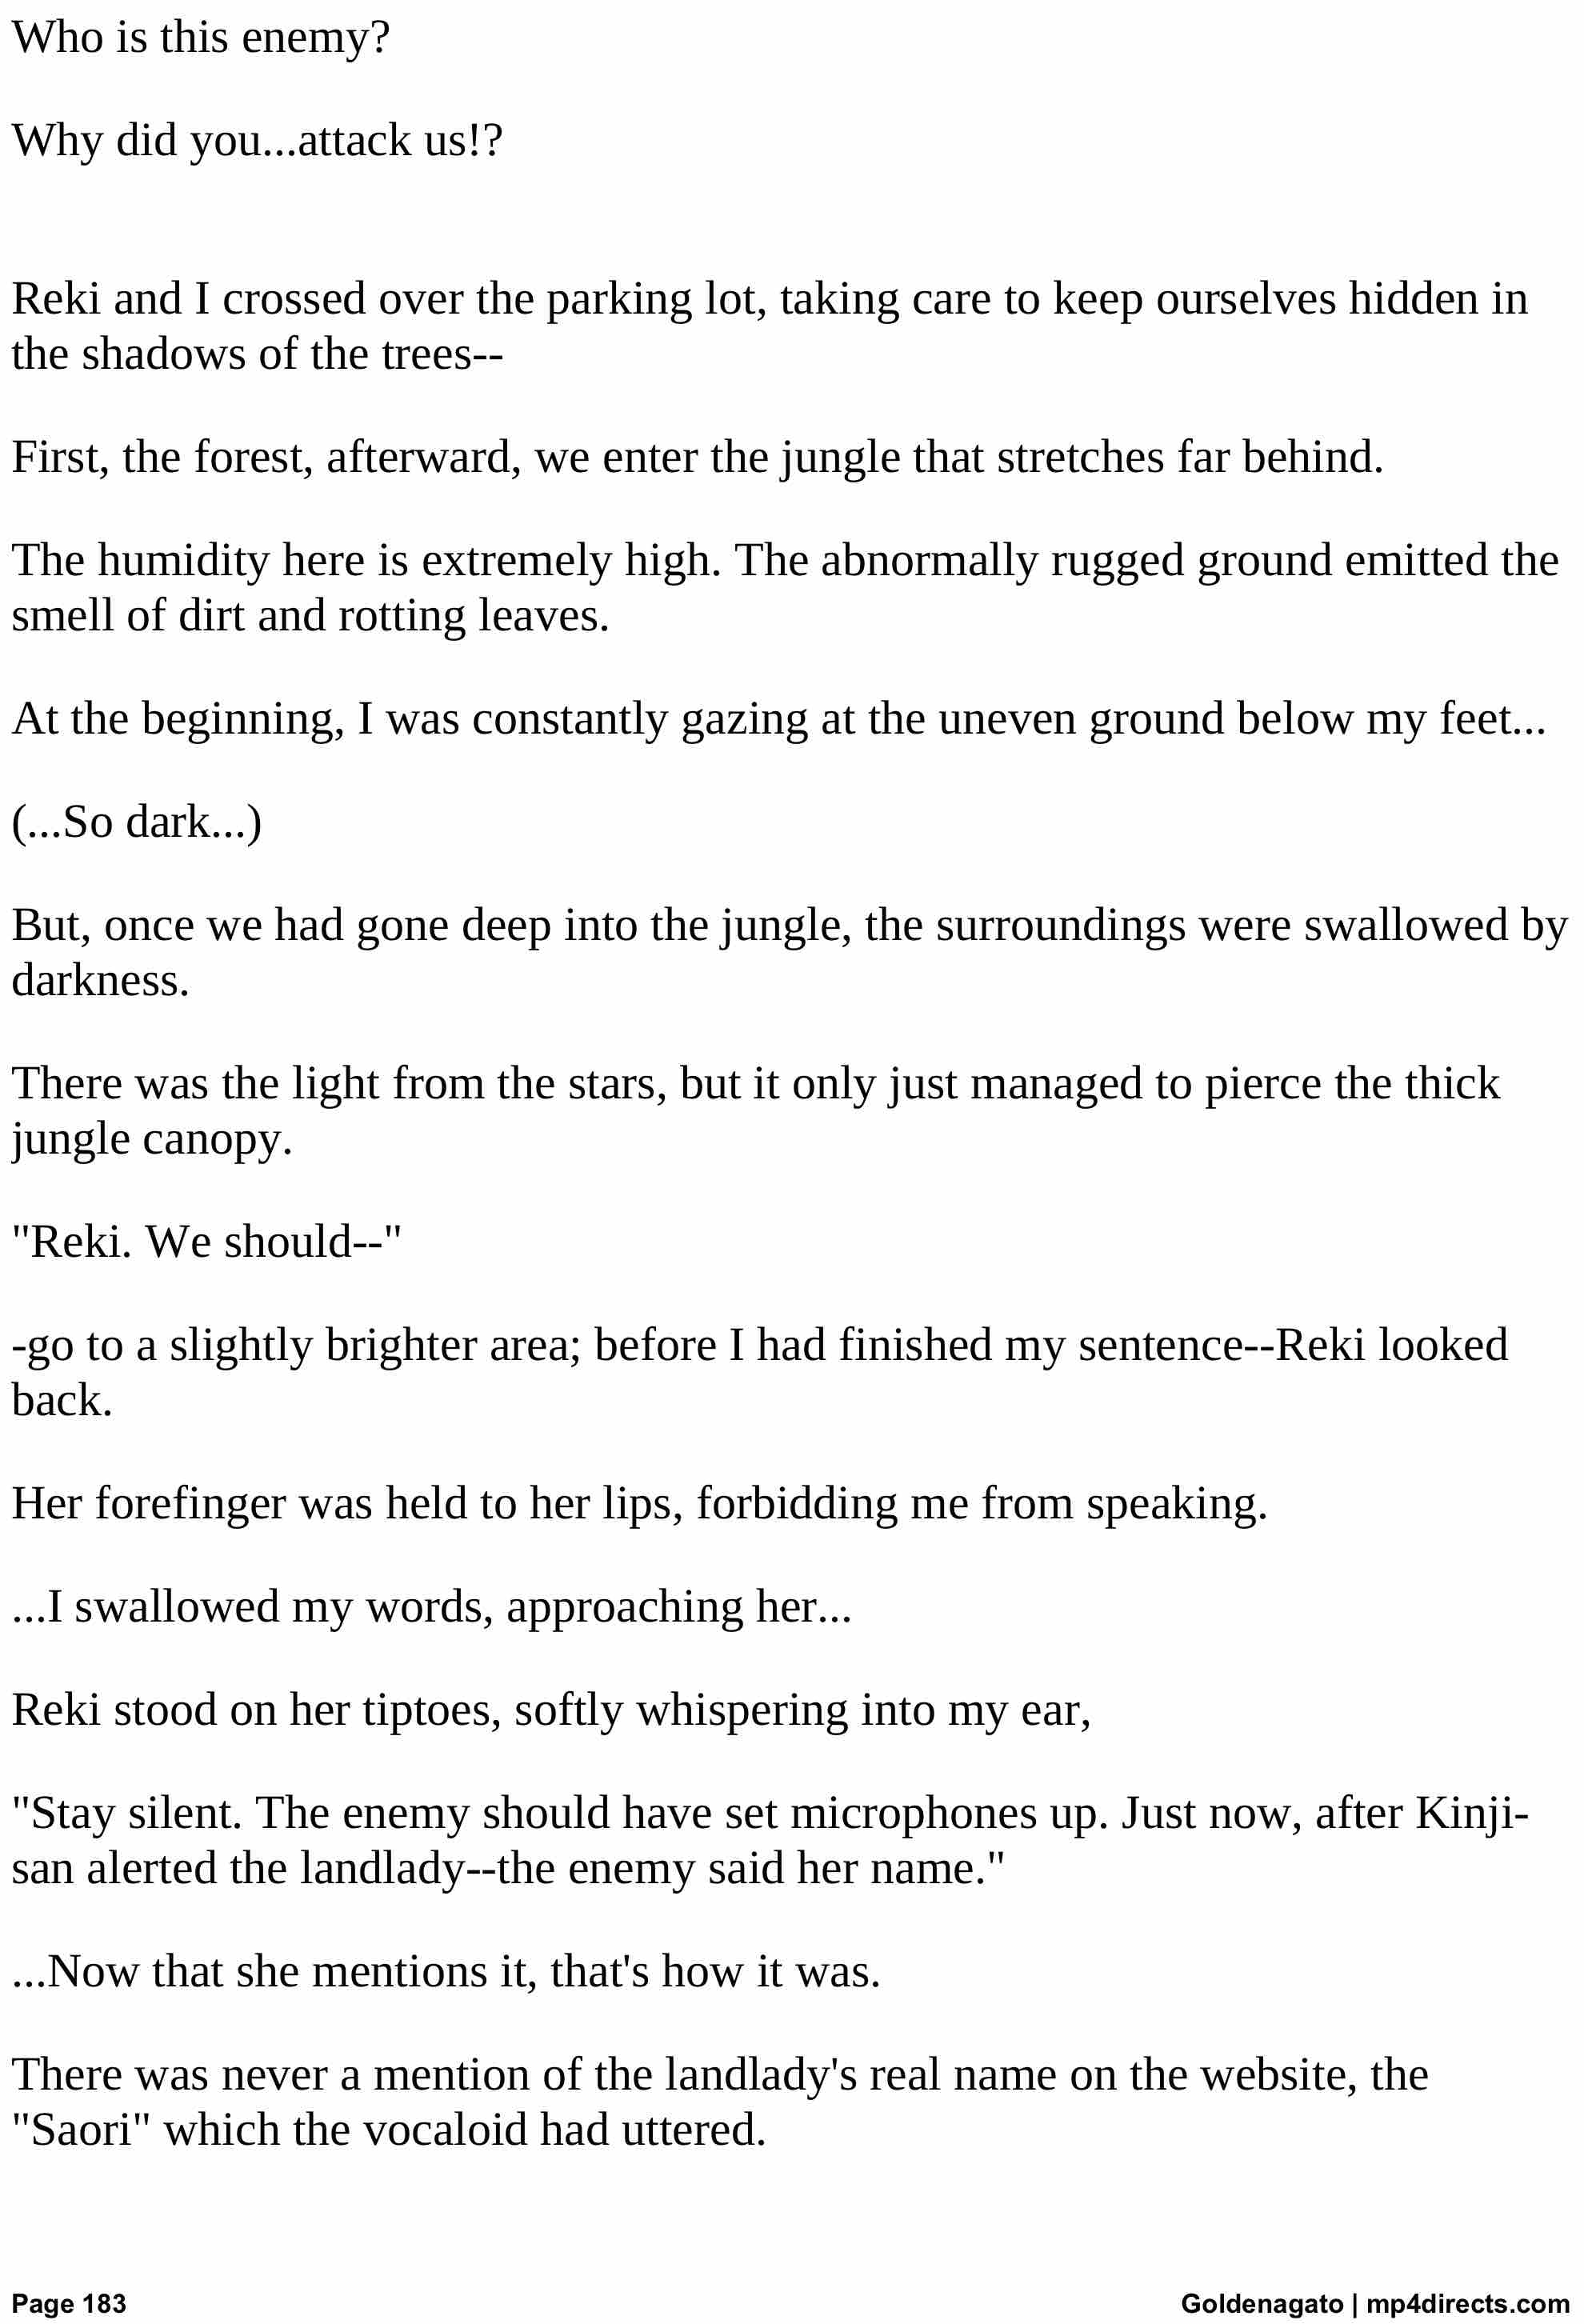 Who is this enemy?
Why did you...attack us!?
Reki and I crossed over the parking lot, taking care to keep ourselves hidden in
the shadows of the trees--
First, the forest, afterward, we enter the jungle that stretches far behind.
The humidity here is extremely high. The abnormally rugged ground emitted the
smell of dirt and rotting leaves.
At the beginning, I was constantly gazing at the uneven ground below my feet...
(...So dark...)
But, once we had gone deep into the jungle, the surroundings were swallowed by
darkness.
There was the light from the stars, but it only just managed to pierce the thick
jungle canopy.
"Reki. We should--"
-go to a slightly brighter area; before I had finished my sentence--Reki looked
back.
Her forefinger was held to her lips, forbidding me from speaking.
...I swallowed my words, approaching her...
Reki stood on her tiptoes, softly whispering into my ear,
"Stay silent. The enemy should have set microphones up. Just now, after Kinji-
san alerted the landlady--the enemy said her name."
...Now that she mentions it, that's how it was.
There was never a mention of the landlady's real name on the website, the
"Saori" which the vocaloid had uttered.
Page 183
Goldenagato | mp4directs.com